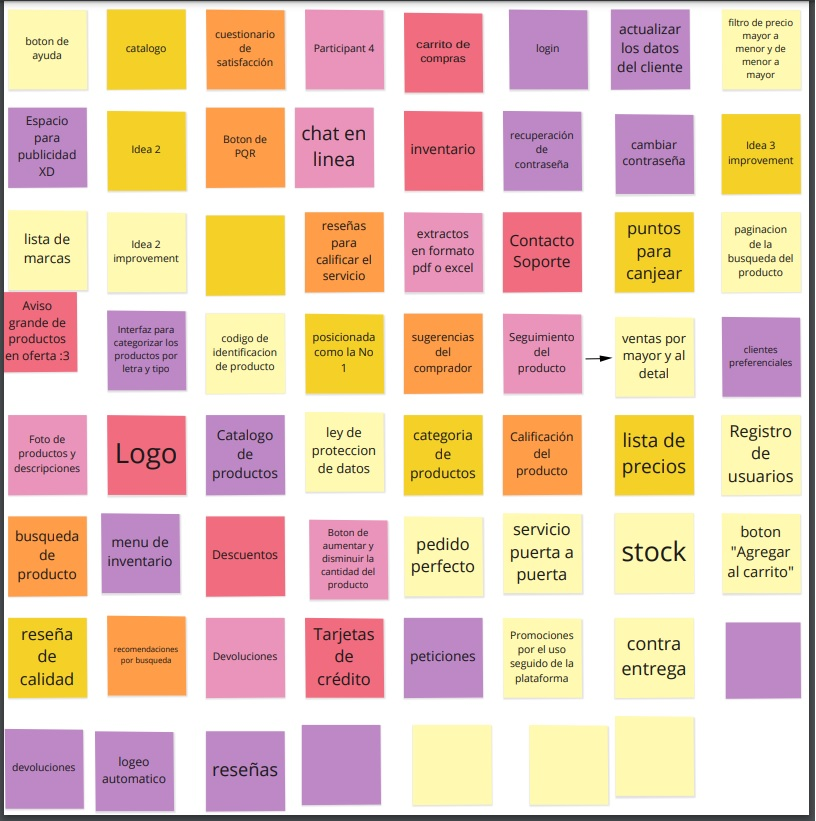 boton de
ayuda
catalogo
cuestionario
de
satisfacción
Participant 4
carrito de
compras
login
actualizar
los datos
del cliente
filtro de precio
mayor a
menor y de
menor a
mayor
Espacio
para
publicidad
XD
Idea 2
Boton de
PQR
chat en
linea
inventario
recuperación
de
contraseña
cambiar
contraseña
Idea 3
improvement
lista de
marcas
Idea 2
improvement
reseñas
para
calificar el
servicio
extractos
en formato
pdf o excel
Contacto
Soporte
puntos
para
canjear
paginacion
de la
busqueda del
producto
Aviso
grande de
productos
en oferta :3
Interfaz para
categorizar los
productos por
letra y tipo
codigo de
identificacion
de producto
posicionada
como la No
1
sugerencias
del
comprador
Seguimiento
del
producto
ventas por
mayor y al
detal
clientes
preferenciales
Foto de
productos y
descripciones
Logo
Catalogo
de
productos
ley de
proteccion
de datos
categoria
de
productos
Calificación
del
producto
lista de
precios
Registro
de
usuarios
busqueda
de
producto
menu de
inventario
Descuentos
Boton de
aumentar y
disminuir la
cantidad del
producto
pedido
perfecto
servicio
puerta a
puerta
stock
boton
"Agregar
al carrito"
reseña
de
calidad
recomendaciones
por busqueda
Devoluciones
Tarjetas
de
crédito
peticiones
Promociones
por el uso
seguido de la
plataforma
contra
entrega
devoluciones
logeo
automatico
reseñas